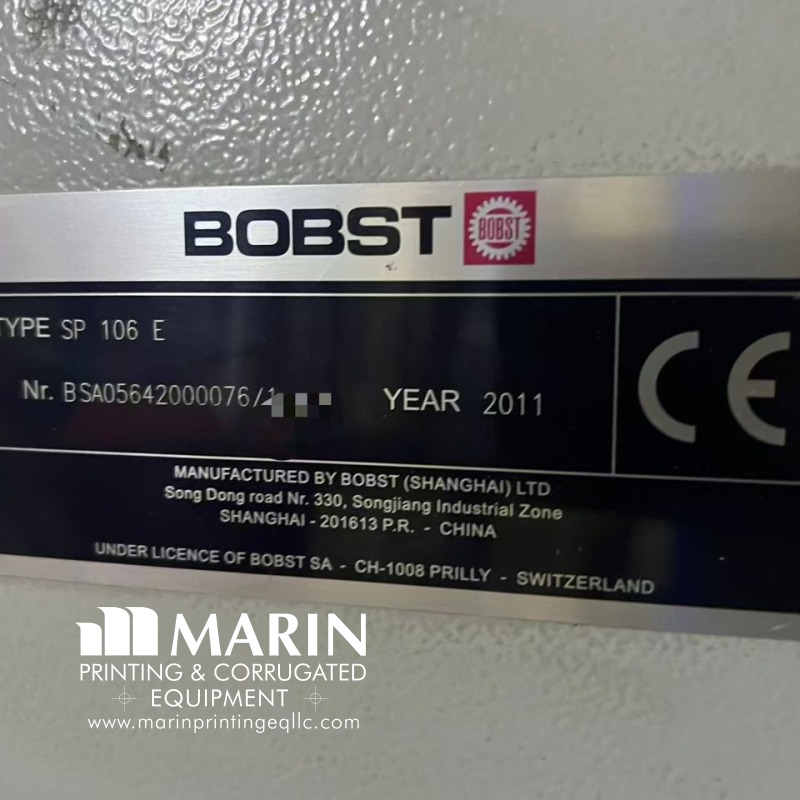 BOBST BOBST
TYPE SP 106 E
Nr. BSA05642000076/ YEAR 2011
CE
MANUFACTURED BY BOBST (SHANGHAI) LTD
Song Dong road Nr. 330, Songjiang Industrial Zone
SHANGHAI - 201613 P.R. - CHINA
UNDER LICENCE OF BOBST SA - CH-1008 PRILLY - SWITZERLAND
MARIN
PRINTING & CORRUGATED
EQUIPMENT
www.marinprintingeqllc.com